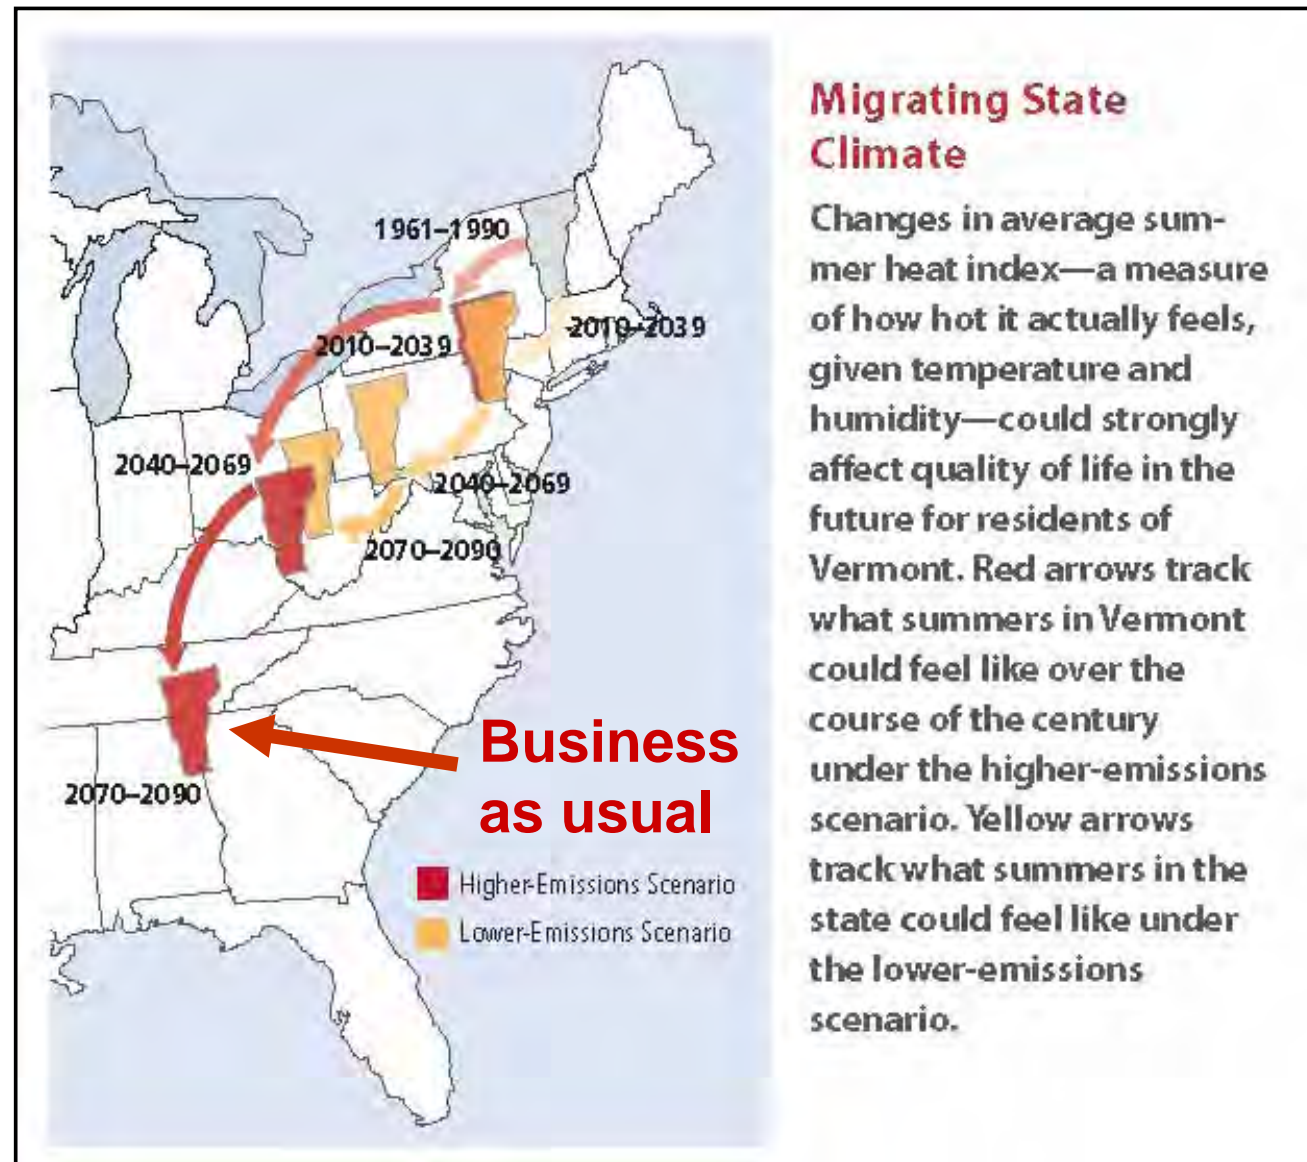 1961–1990
2010–2039
2010–2039
2040–2069
2040–2069
2070–2090
2070–2090
Business
as usual
Higher-Emissions Scenario
Lower-Emissions Scenario
Migrating State
Climate
Changes in average sum-
mer heat index—a measure
of how hot it actually feels,
given temperature and
humidity—could strongly
affect quality of life in the
future for residents of
Vermont. Red arrows track
what summers in Vermont
could feel like over the
course of the century
under the higher-emissions
scenario. Yellow arrows
track what summers in the
state could feel like under
the lower-emissions
scenario.